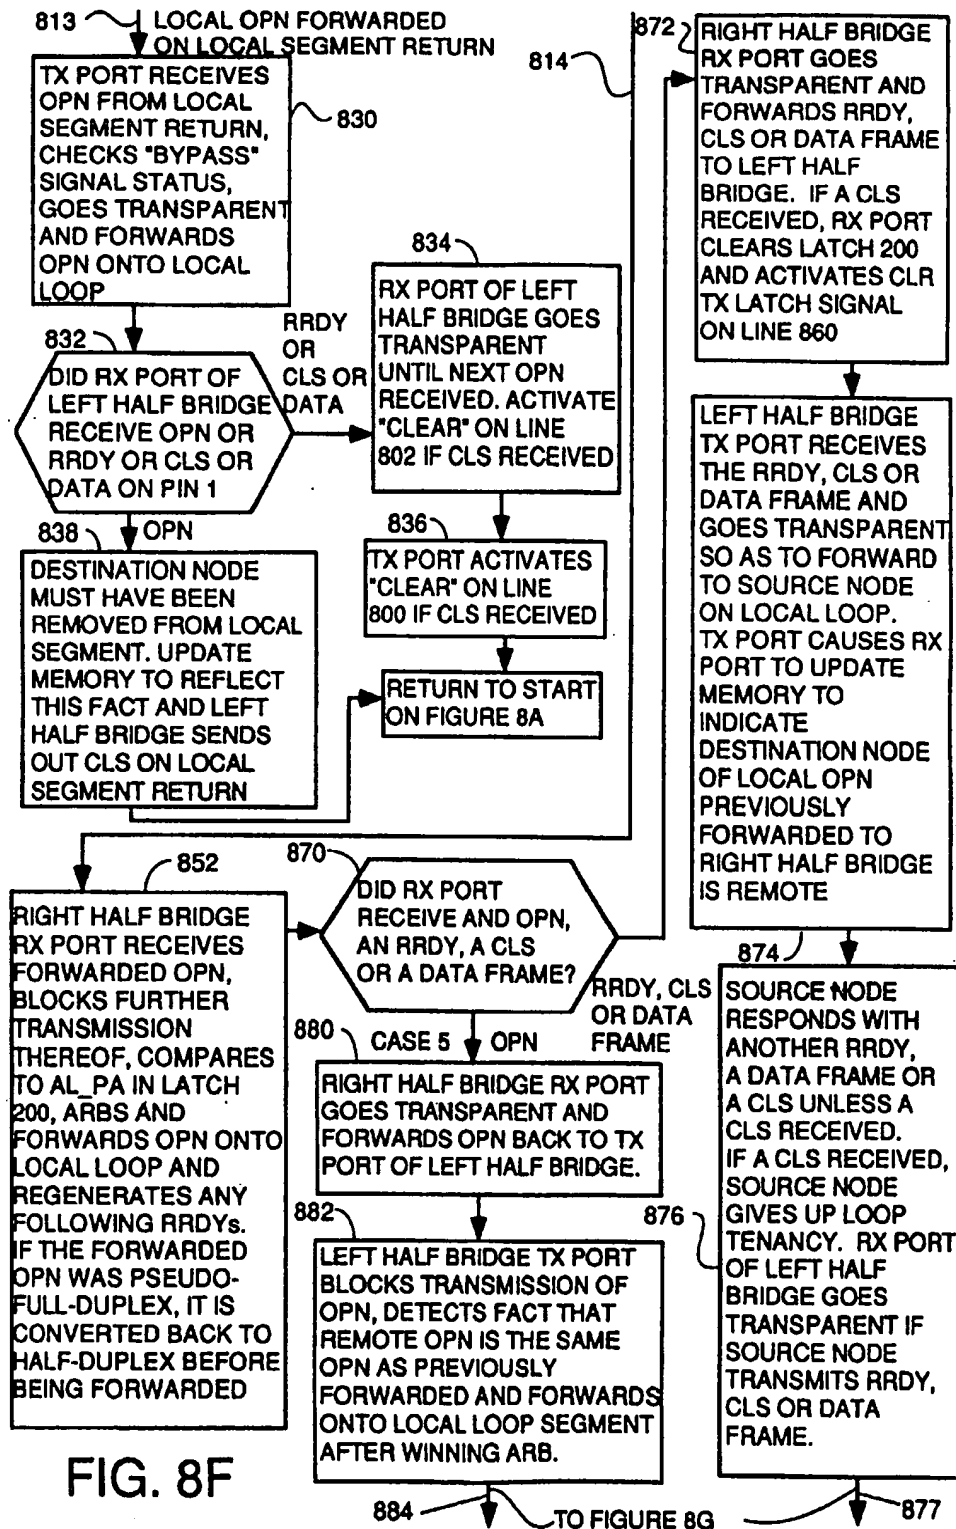 813
LOCAL OPN FORWARDED
ON LOCAL SEGMENT RETURN
TX PORT RECEIVES
OPN FROM LOCAL
SEGMENT RETURN,
CHECKS "BYPASS"
SIGNAL STATUS,
GOES TRANSPARENT
AND FORWARDS
OPN ONTO LOCAL
LOOP
830
832
DID RX PORT OF
LEFT HALF BRIDGE
RECEIVE OPN OR
RRDY OR CLS OR
DATA ON PIN 1
RRDY
OR
CLS OR
DATA
OPN
834
RX PORT OF LEFT
HALF BRIDGE GOES
TRANSPARENT
UNTIL NEXT OPN
RECEIVED. ACTIVATE
"CLEAR" ON LINE
802 IF CLS RECEIVED
836
TX PORT ACTIVATES
"CLEAR" ON LINE
800 IF CLS RECEIVED
RETURN TO START
ON FIGURE 8A
838
DESTINATION NODE
MUST HAVE BEEN
REMOVED FROM LOCAL
SEGMENT. UPDATE
MEMORY TO REFLECT
THIS FACT AND LEFT
HALF BRIDGE SENDS
OUT CLS ON LOCAL
SEGMENT RETURN
814
852
RIGHT HALF BRIDGE
RX PORT RECEIVES
FORWARDED OPN,
BLOCKS FURTHER
TRANSMISSION
THEREOF, COMPARES
TO AL_PA IN LATCH
200, ARBS AND
FORWARDS OPN ONTO
LOCAL LOOP AND
REGENERATES ANY
FOLLOWING RRDYs.
IF THE FORWARDED
OPN WAS PSEUDO-
FULL-DUPLEX, IT IS
CONVERTED BACK TO
HALF-DUPLEX BEFORE
BEING FORWARDED
870
DID RX PORT
RECEIVE AND OPN,
AN RRDY, A CLS
OR A DATA FRAME?
RRDY, CLS
OR DATA
FRAME
CASE 5
OPN
880
RIGHT HALF BRIDGE RX PORT
GOES TRANSPARENT AND
FORWARDS OPN BACK TO TX
PORT OF LEFT HALF BRIDGE.
882
LEFT HALF BRIDGE TX PORT
BLOCKS TRANSMISSION OF
OPN, DETECTS FACT THAT
REMOTE OPN IS THE SAME
OPN AS PREVIOUSLY
FORWARDED AND FORWARDS
ONTO LOCAL LOOP SEGMENT
AFTER WINNING ARB.
884
872
RIGHT HALF BRIDGE
RX PORT GOES
TRANSPARENT AND
FORWARDS RRDY,
CLS OR DATA FRAME
TO LEFT HALF
BRIDGE. IF A CLS
RECEIVED, RX PORT
CLEARS LATCH 200
AND ACTIVATES CLR
TX LATCH SIGNAL
ON LINE 860
LEFT HALF BRIDGE
TX PORT RECEIVES
THE RRDY, CLS OR
DATA FRAME AND
GOES TRANSPARENT
SO AS TO FORWARD
TO SOURCE NODE
ON LOCAL LOOP.
TX PORT CAUSES RX
PORT TO UPDATE
MEMORY TO
INDICATE
DESTINATION NODE
OF LOCAL OPN
PREVIOUSLY
FORWARDED TO
RIGHT HALF BRIDGE
IS REMOTE
874
SOURCE NODE
RESPONDS WITH
ANOTHER RRDY,
A DATA FRAME OR
A CLS UNLESS A
CLS RECEIVED.
IF A CLS RECEIVED,
SOURCE NODE
GIVES UP LOOP
TENANCY. RX PORT
OF LEFT HALF
BRIDGE GOES
TRANSPARENT IF
SOURCE NODE
TRANSMITS RRDY,
CLS OR DATA
FRAME.
876
877
TO FIGURE 8G
FIG. 8F